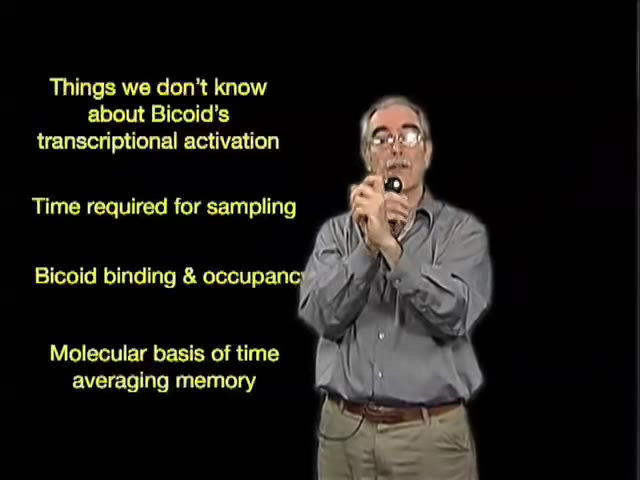 Things we don't know
about Bicoid's
transcriptional activation
Time required for sampling
Bicoid binding & occupancy
Molecular basis of time
averaging memory